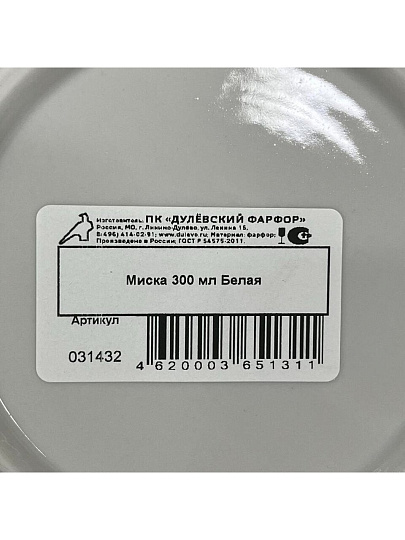 Изготовитель: ПК «ДУЛЁВСКИЙ ФАРФОР»
Россия, МО, г. Ликино-Дулёво, ул. Ленина 15,
8(496) 414-02-91; www.dulevo.ru; Материал: фарфор;
Произведено в России; ГОСТ Р 54575-2011.
Миска 300 мл Белая
Артикул
031432
4 620003 651311